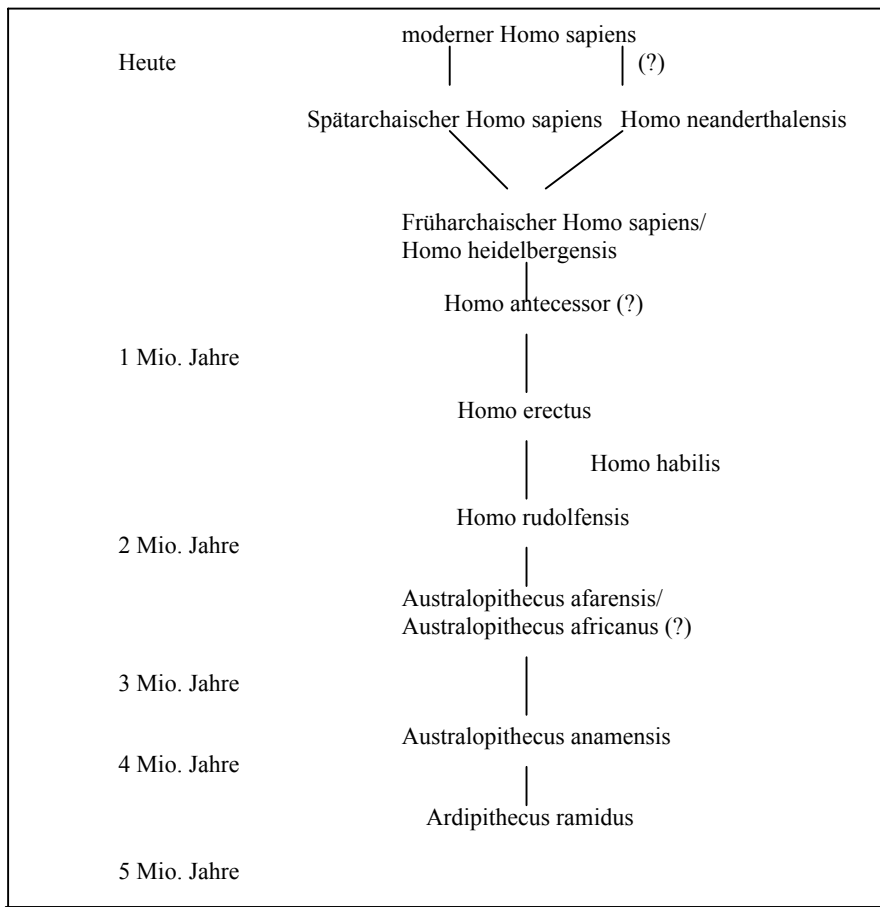 moderner Homo sapiens
Heute (?)
Spätarchaischer Homo sapiens Homo neanderthalensis
Früharchaischer Homo sapiens/
Homo heidelbergensis
Homo antecessor (?)
1 Mio. Jahre
Homo erectus
Homo habilis
Homo rudolfensis
2 Mio. Jahre
Australopithecus afarensis/
Australopithecus africanus (?)
3 Mio. Jahre
Australopithecus anamensis
4 Mio. Jahre
Ardipithecus ramidus
5 Mio. Jahre